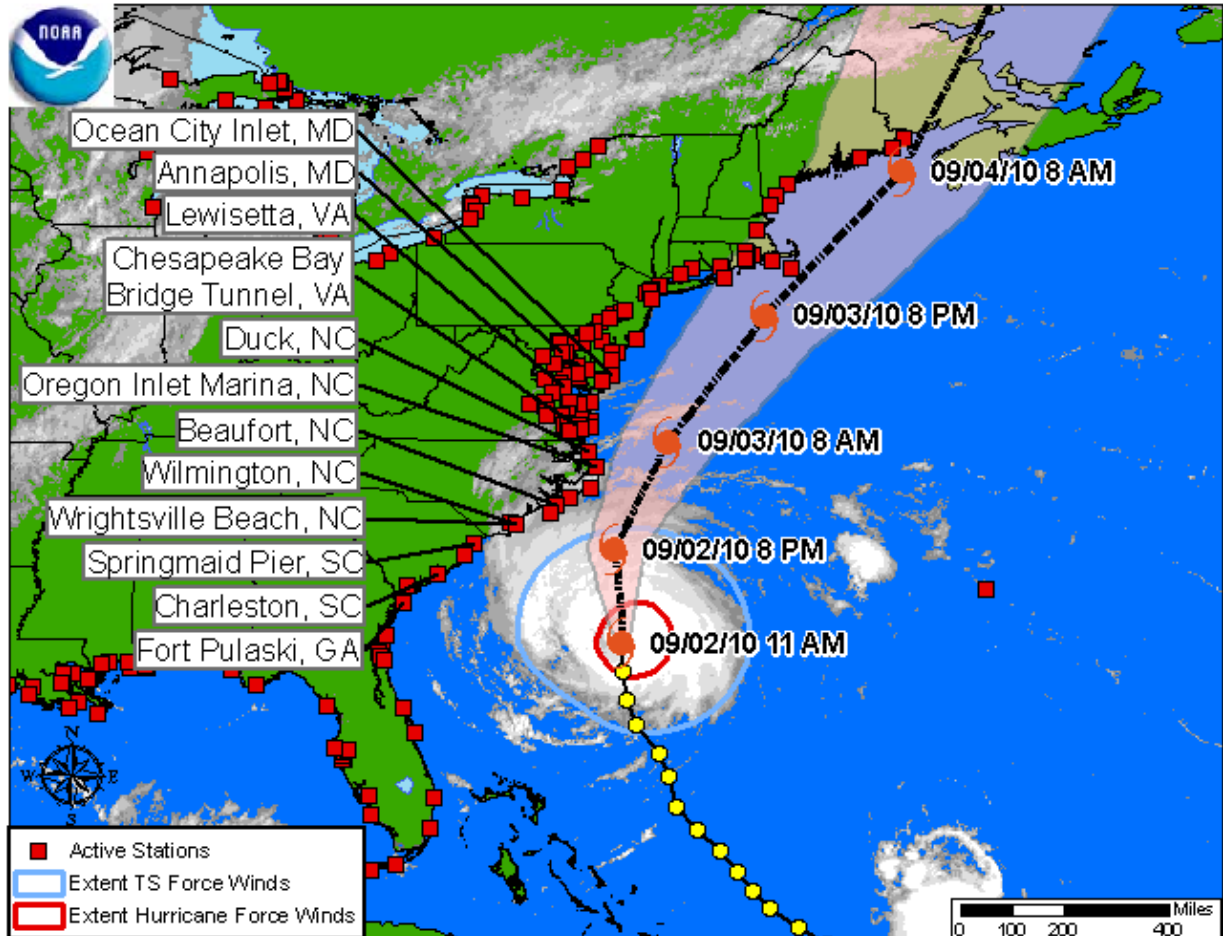 NOAA
Ocean City Inlet, MD
Annapolis, MD
Lewisetta, VA
Chesapeake Bay
Bridge Tunnel, VA
Duck, NC
Oregon Inlet Marina, NC
Beaufort, NC
Wilmington, NC
Wrightsville Beach, NC
Springmaid Pier, SC
Charleston, SC
Fort Pulaski, GA
09/04/10 8 AM
09/03/10 8 PM
09/03/10 8 AM
09/02/10 8 PM
09/02/10 11 AM
N
W E
S
Active Stations
Extent TS Force Winds
Extent Hurricane Force Winds
Miles
0 100 200 400